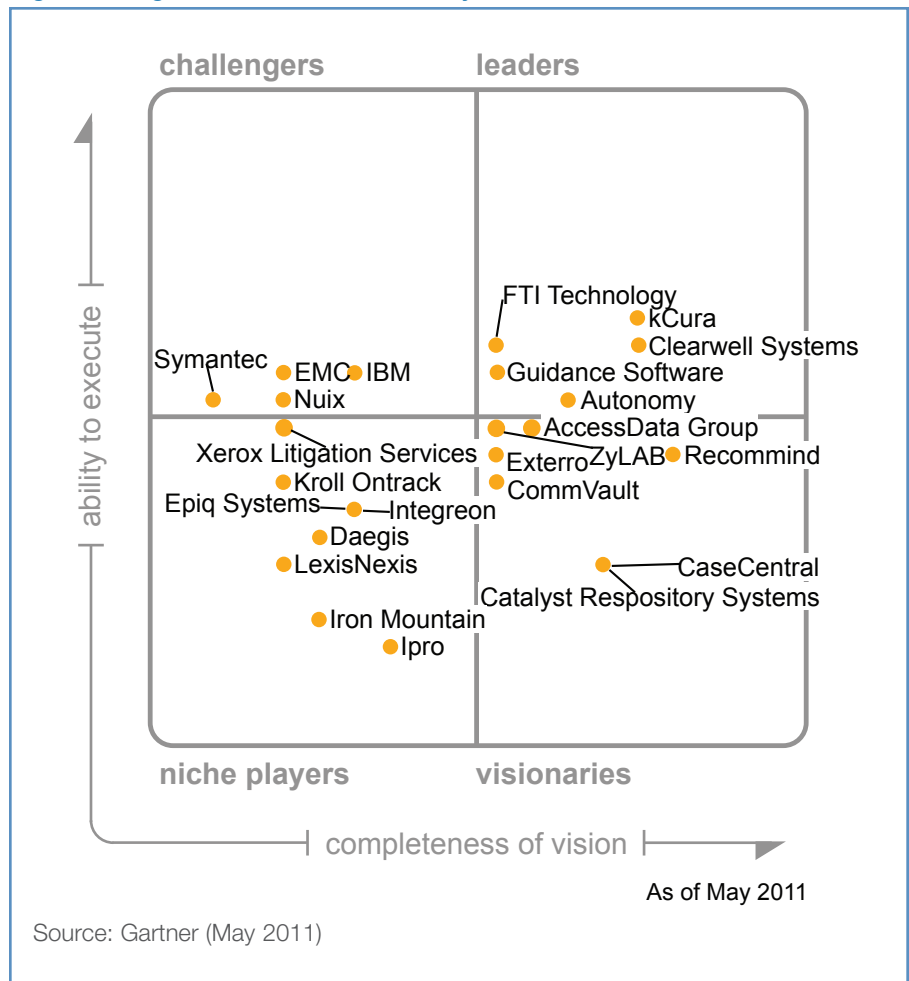 challengers
leaders
ability to execute
FTI Technology
kCura
Clearwell Systems
Symantec
EMC
IBM
Guidance Software
Nuix
Autonomy
AccessData Group
Xerox Litigation Services
Exterro
ZyLAB
Recommind
Kroll Ontrack
CommVault
Epiq Systems
Integreon
Daegis
LexisNexis
CaseCentral
Catalyst Respository Systems
Iron Mountain
Ipro
niche players
visionaries
completeness of vision
As of May 2011
Source: Gartner (May 2011)